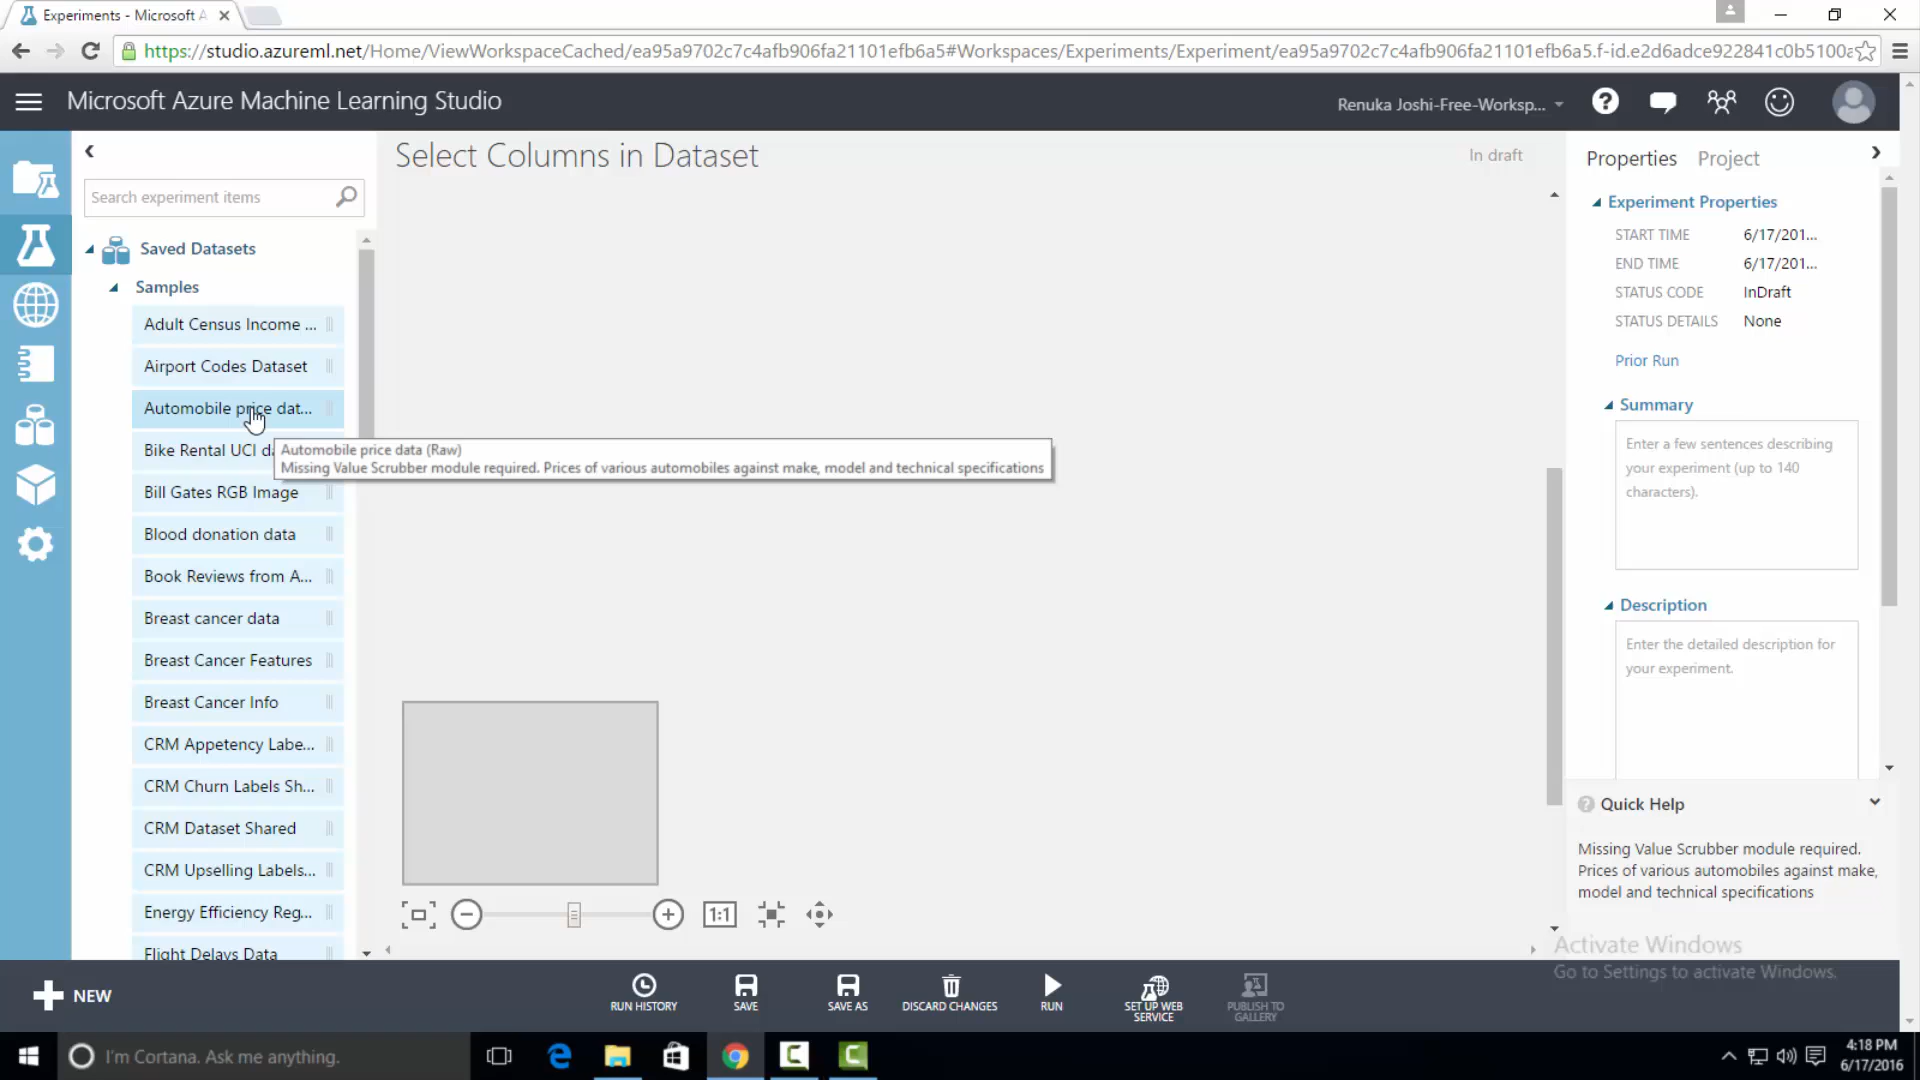 Experiments - Microsoft A
https://studio.azureml.net/Home/ViewWorkspaceCached/ea95a9702c7c4afb906fa21101efb6a5#Workspaces/Experiments/Experiment/ea95a9702c7c4afb906fa21101efb6a5.f-id.e2d6adce922841c0b5100a
Microsoft Azure Machine Learning Studio
Renuka Joshi-Free-Worksp...
Search experiment items
Saved Datasets
Samples
Adult Census Income ...
Airport Codes Dataset
Automobile price dat...
Bike Rental UCI da
Bill Gates RGB Image
Blood donation data
Book Reviews from A...
Breast cancer data
Breast Cancer Features
Breast Cancer Info
CRM Appetency Labe...
CRM Churn Labels Sh...
CRM Dataset Shared
CRM Upselling Labels...
Energy Efficiency Reg...
Flight Delays Data
Select Columns in Dataset
In draft
Automobile price data (Raw)
Missing Value Scrubber module required. Prices of various automobiles against make, model and technical specifications
1:1
Properties Project
Experiment Properties
START TIME 6/17/201...
END TIME 6/17/201...
STATUS CODE InDraft
STATUS DETAILS None
Prior Run
Summary
Enter a few sentences describing
your experiment (up to 140
characters).
Description
Enter the detailed description for
your experiment.
Quick Help
Missing Value Scrubber module required.
Prices of various automobiles against make,
model and technical specifications
Activate Windows
Go to Settings to activate Windows.
NEW
RUN HISTORY
SAVE
SAVE AS
DISCARD CHANGES
RUN
SET UP WEB
SERVICE
PUBLISH TO
GALLERY
I'm Cortana. Ask me anything.
4:18 PM
6/17/2016